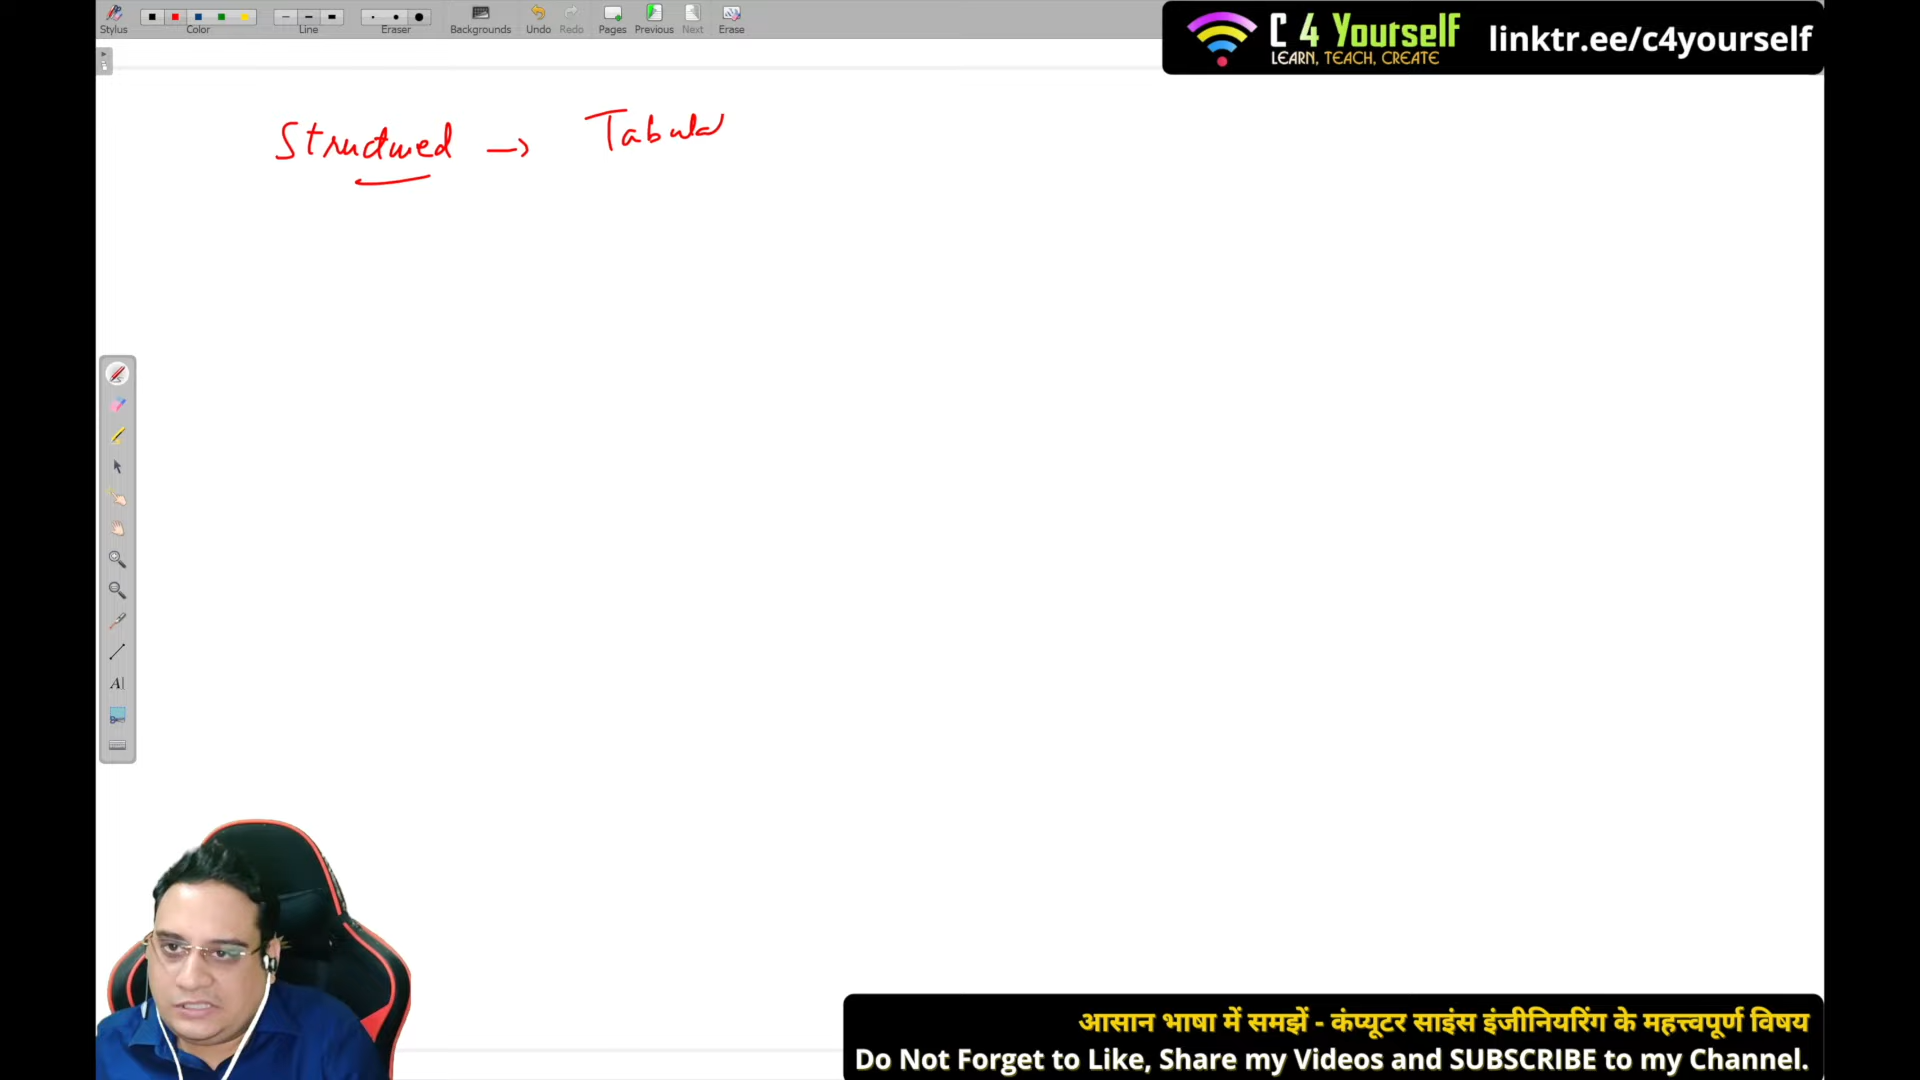 Stylus Color Line Eraser Backgrounds Undo Redo Pages Previous Next Erase
C 4 Yourself
LEARN, TEACH, CREATE
linktr.ee/c4yourself
Structured → Tabular
A|
आसान भाषा में समझें - कंप्यूटर साइंस इंजीनियरिंग के महत्त्वपूर्ण विषय
Do Not Forget to Like, Share my Videos and SUBSCRIBE to my Channel.